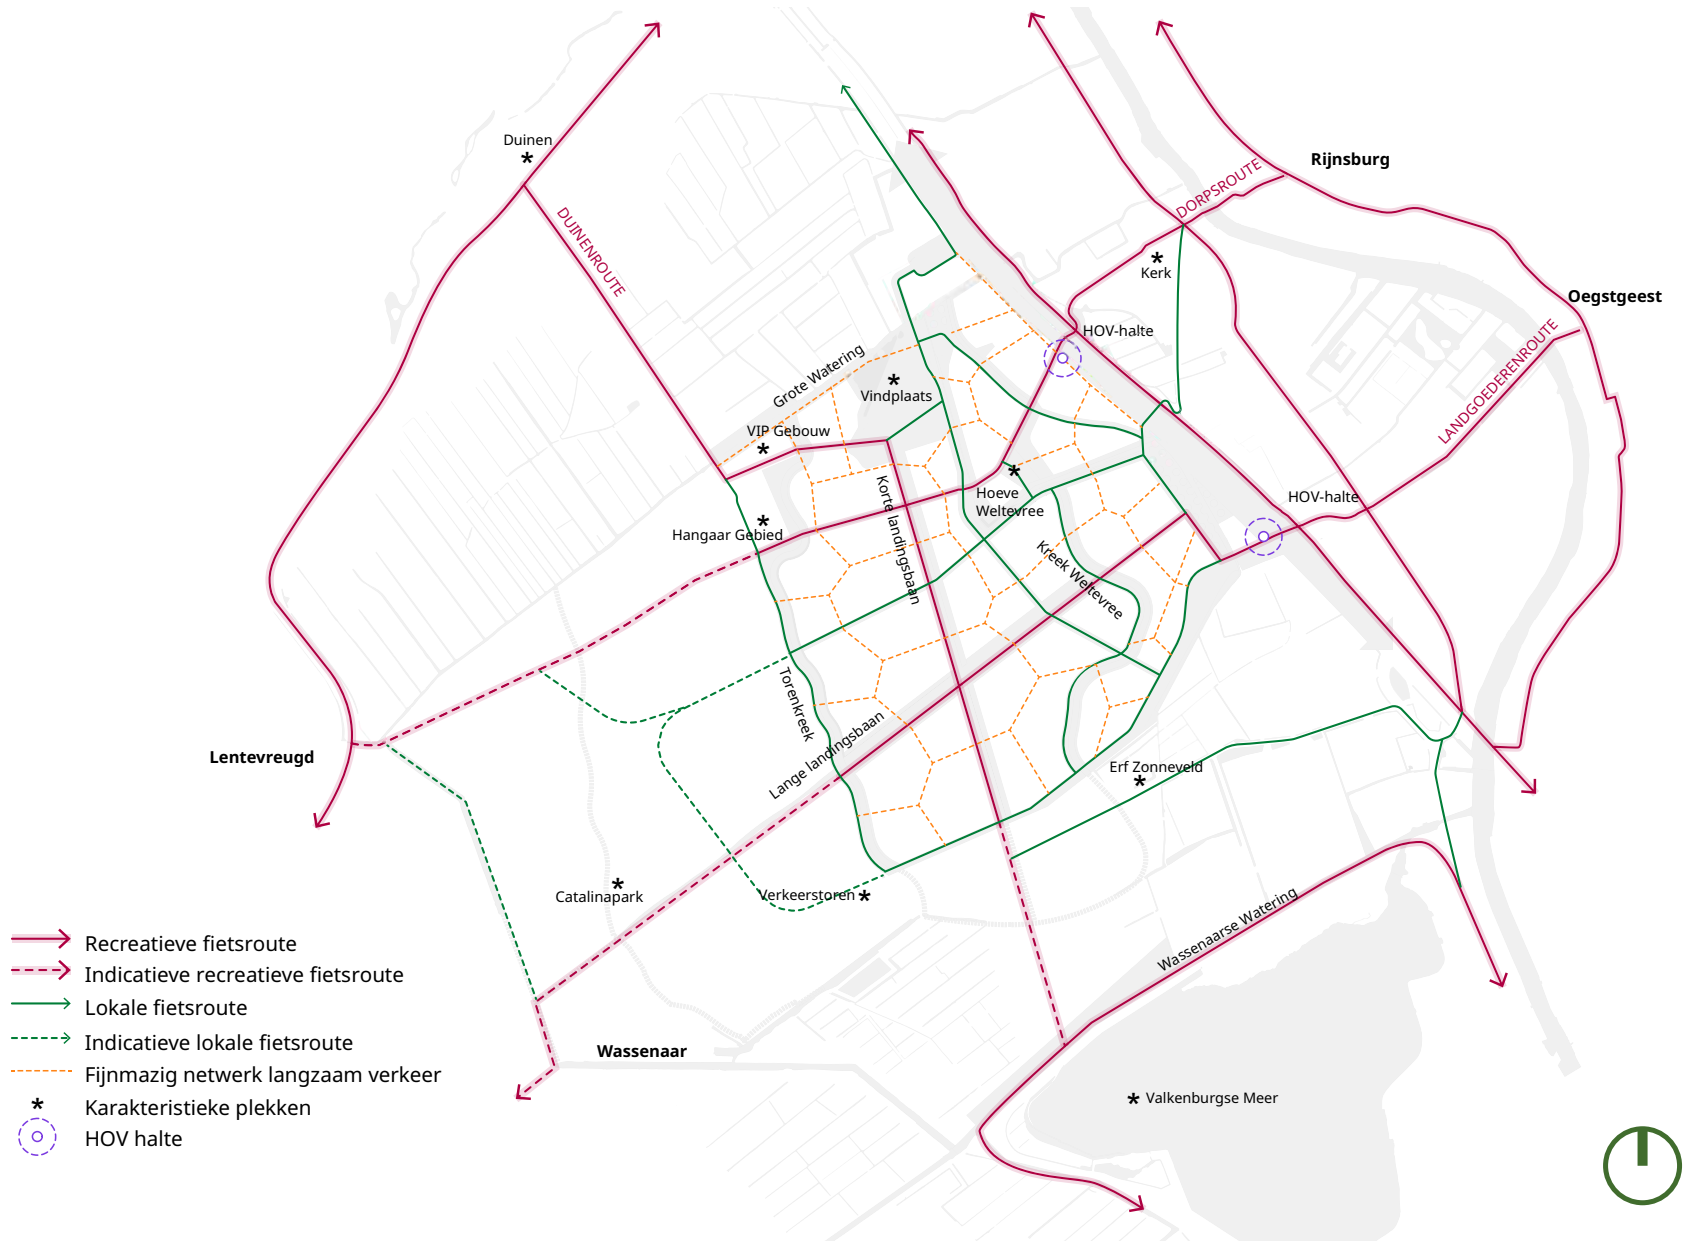 Duinen
*
DUINENROUTE
DORPSROUTE
Rijnsburg
*
Kerk
Oegstgeest
HOV-halte
LANDGOEDERENROUTE
Grote Watering
*
Vindplaats
VIP Gebouw
*
*
Hoeve
Weltevree
HOV-halte
Korte landingsbaan
*
Hangaar Gebied
Kreek Weltevree
Torenkreek
Lange landingsbaan
Lentevreugd
Erf Zonneveld
*
*
Catalinapark
Verkeerstoren *
Wassenaarse Watering
Wassenaar
* Valkenburgse Meer
Recreatieve fietsroute
Indicatieve recreatieve fietsroute
Lokale fietsroute
Indicatieve lokale fietsroute
Fijnmazig netwerk langzaam verkeer
* Karakteristieke plekken
HOV halte